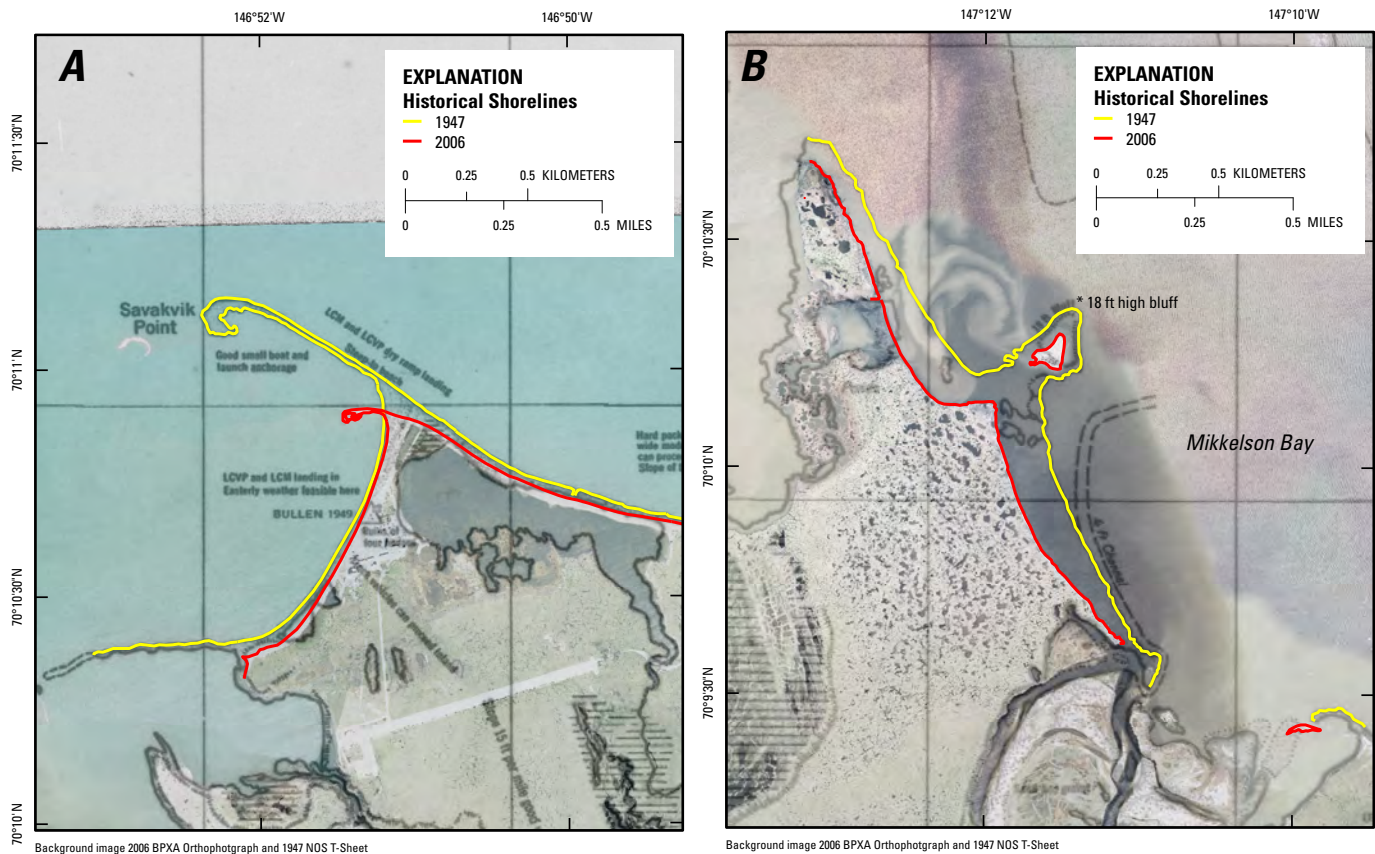 146°52'W
146°50'W
A
EXPLANATION
Historical Shorelines
1947
2006
0 0.25 0.5 KILOMETERS
0 0.25 0.5 MILES
70°11'30"N
70°11'N
70°10'30"N
70°10'N
Savakvik
Point
Good small boat and
launch anchorage
LCM and LCVP dry ramp landing
LCVP and LCM landing in
Easterly weather feasible here
BULLEN 1949
Hard pack
Slope of
Background image 2006 BPXA Orthophotgraph and 1947 NOS T-Sheet
147°12'W
147°10'W
B
EXPLANATION
Historical Shorelines
1947
2006
0 0.25 0.5 KILOMETERS
0 0.25 0.5 MILES
70°10'30"N
70°10'N
70°9'30"N
* 18 ft high bluff
Mikkelson Bay
Channel
Background image 2006 BPXA Orthophotgraph and 1947 NOS T-Sheet